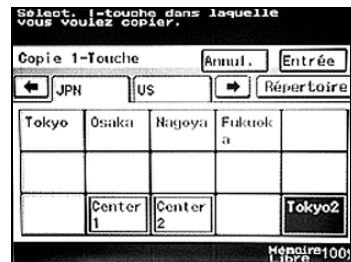 Sélect. 1-touche dans laquelle
vous voulez copier.
Copie 1-Touche Annul. Entrée
JPN US Répertoire
Tokyo Osaka Nagoya Fukuok
a
Center Center Tokyo2
1 2
Mémoire100%
Libre